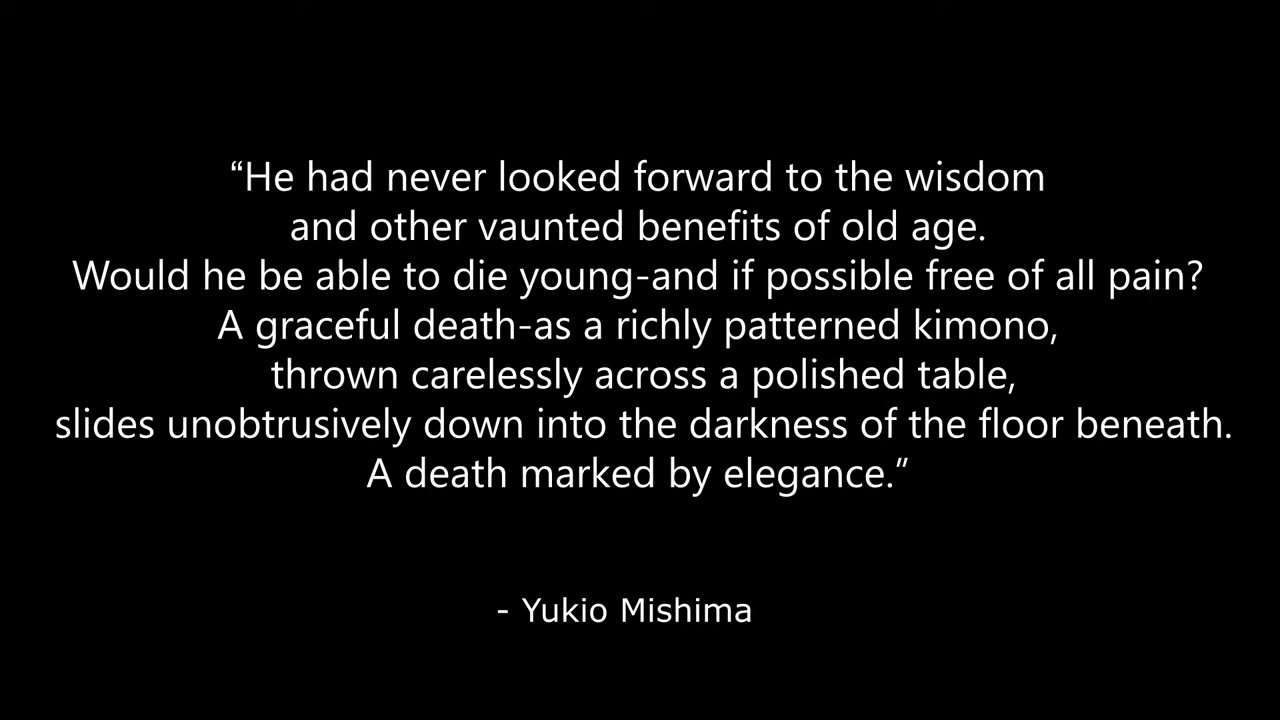 “He had never looked forward to the wisdom
and other vaunted benefits of old age.
Would he be able to die young-and if possible free of all pain?
A graceful death-as a richly patterned kimono,
thrown carelessly across a polished table,
slides unobtrusively down into the darkness of the floor beneath.
A death marked by elegance.”
- Yukio Mishima